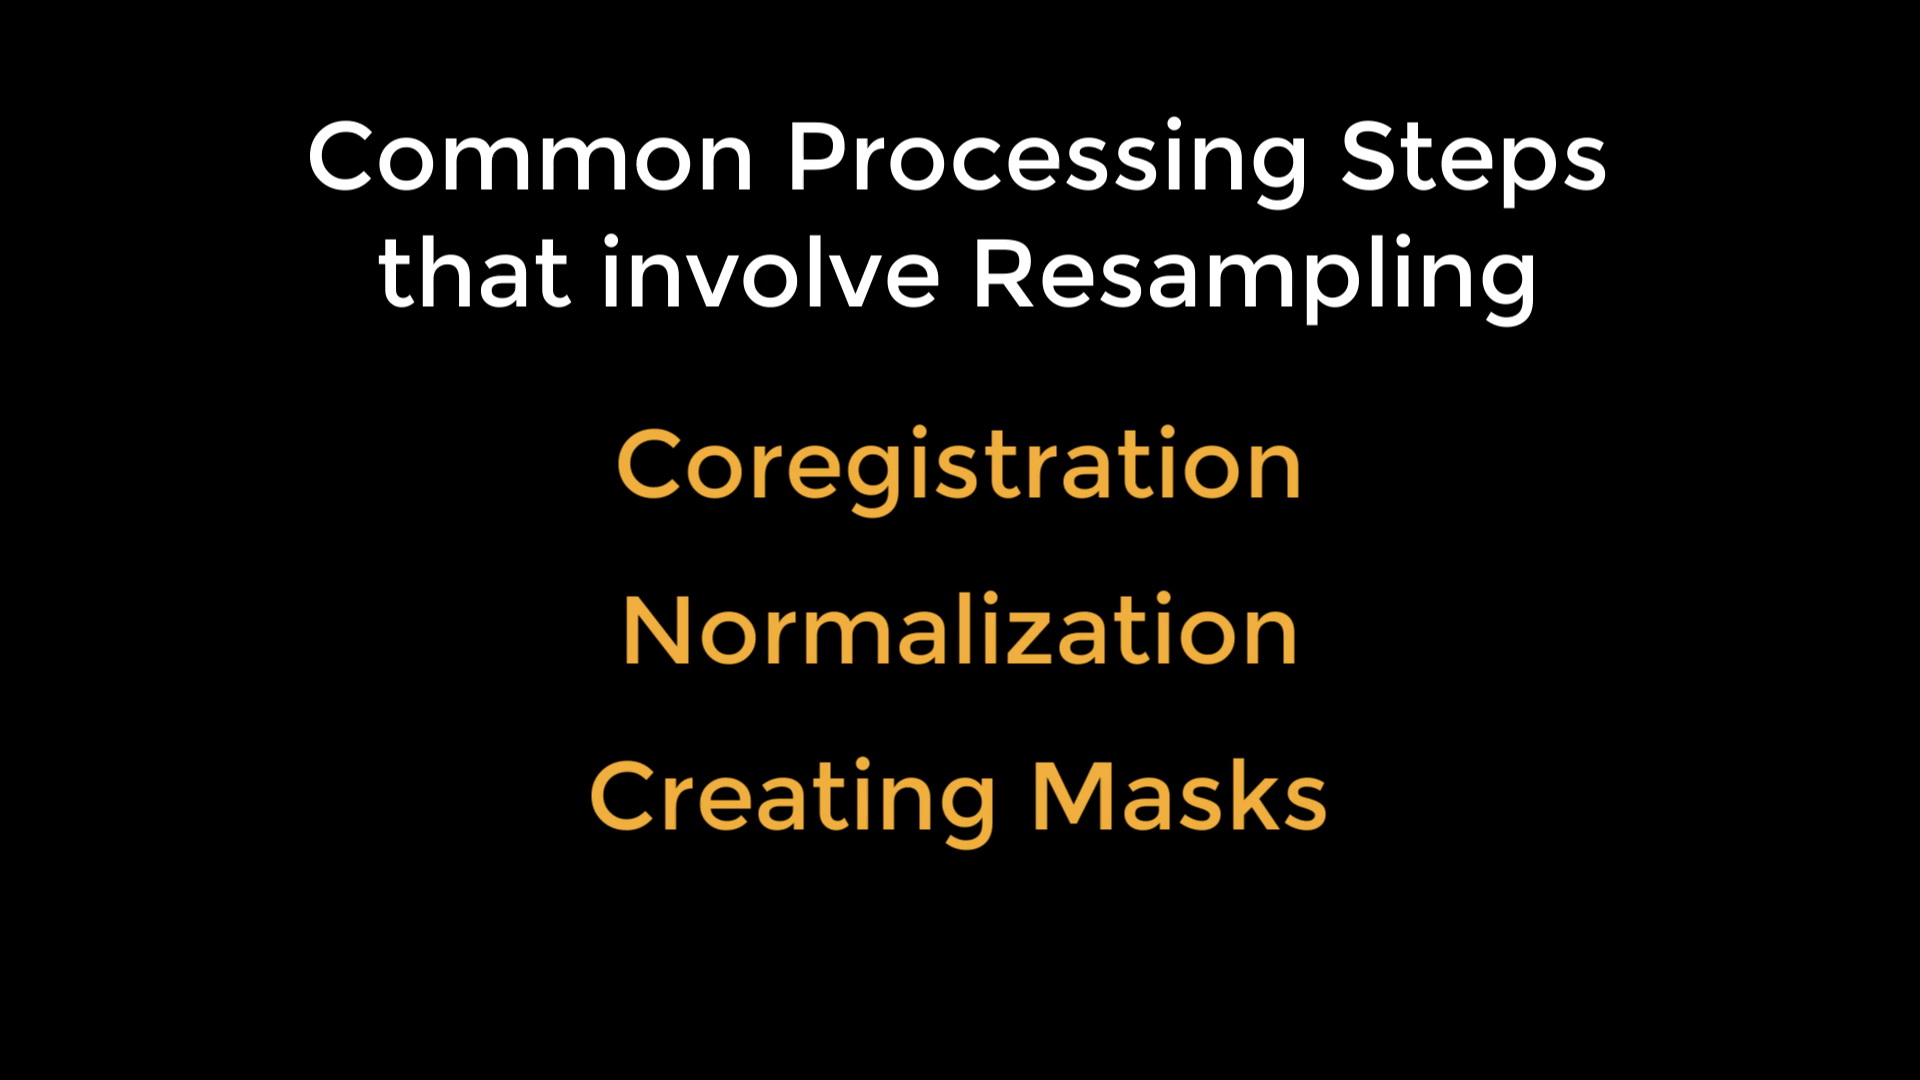 Common Processing Steps
that involve Resampling
Coregistration
Normalization
Creating Masks